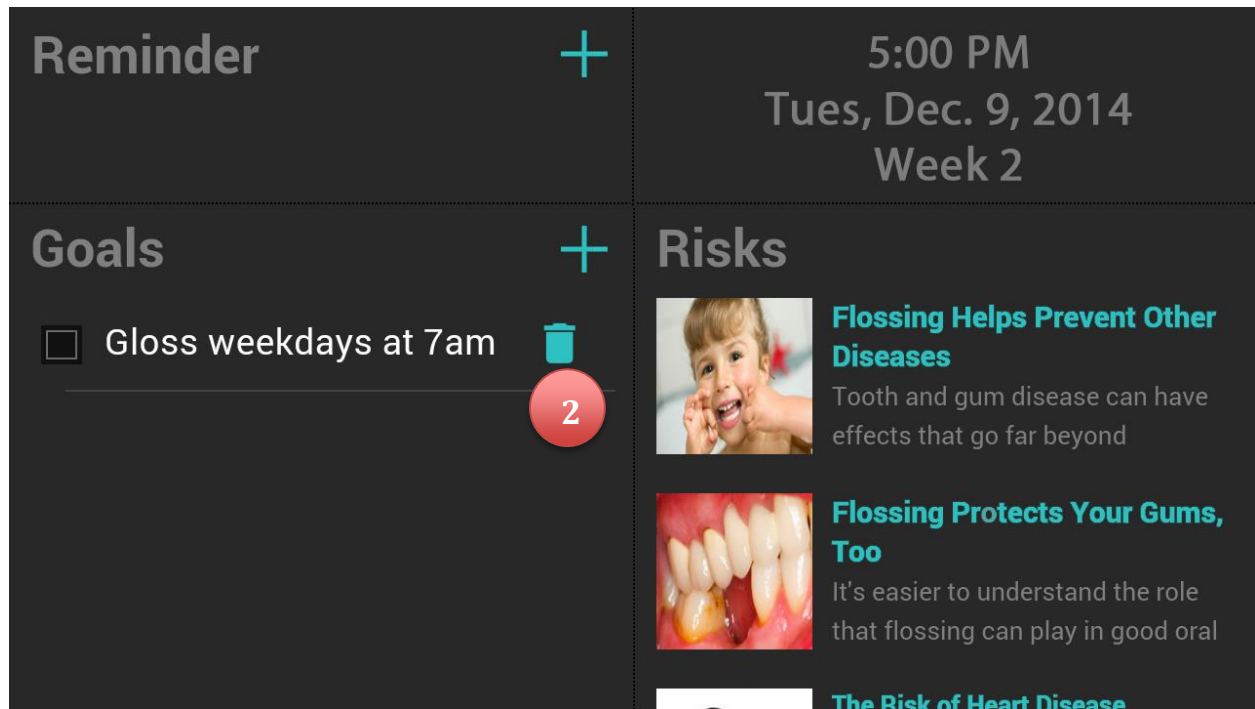 Reminder
5:00 PM
Tues, Dec. 9, 2014
Week 2
Goals
Gloss weekdays at 7am
2
Risks
Flossing Helps Prevent Other
Diseases
Tooth and gum disease can have
effects that go far beyond
Flossing Protects Your Gums,
Too
It's easier to understand the role
that flossing can play in good oral
The Risk of Heart Disease